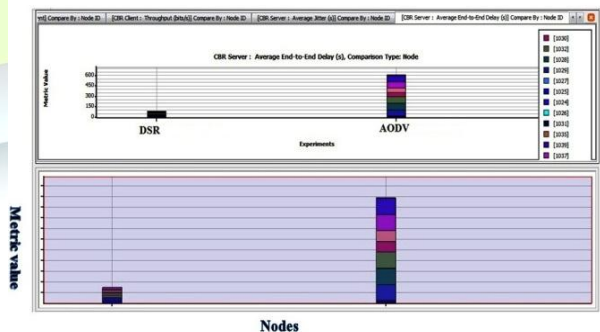 nt] Compare By : Node ID [CBR Client : Throughput (bits/s)] Compare By : Node ID [CBR Server : Average Jitter (s)] Compare By : Node ID [CBR Server : Average End-to-End Delay (s)] Compare By : Node ID
CBR Server : Average End-to-End Delay (s), Comparison Type: Node
Metric Value
600
450
300
150
0
DSR AODV
Experiments
[1030]
[1032]
[1028]
[1029]
[1027]
[1025]
[1024]
[1026]
[1031]
[1035]
[1039]
[1037]
Metric value
Nodes